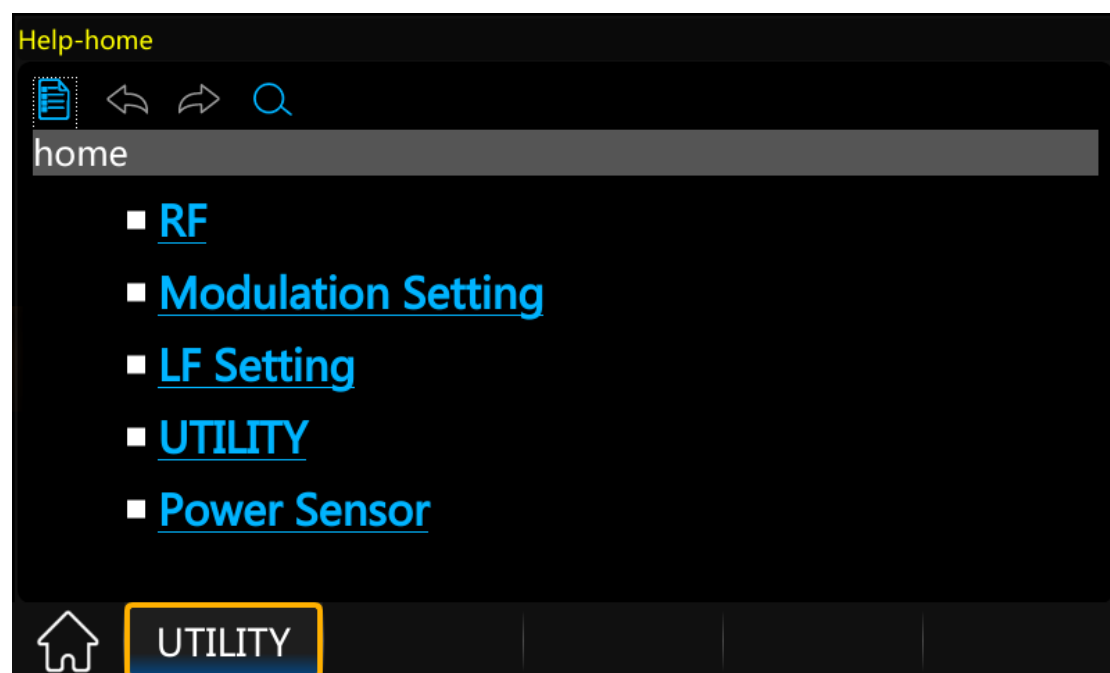 Help-home
home
RF
Modulation Setting
LF Setting
UTILITY
Power Sensor
UTILITY